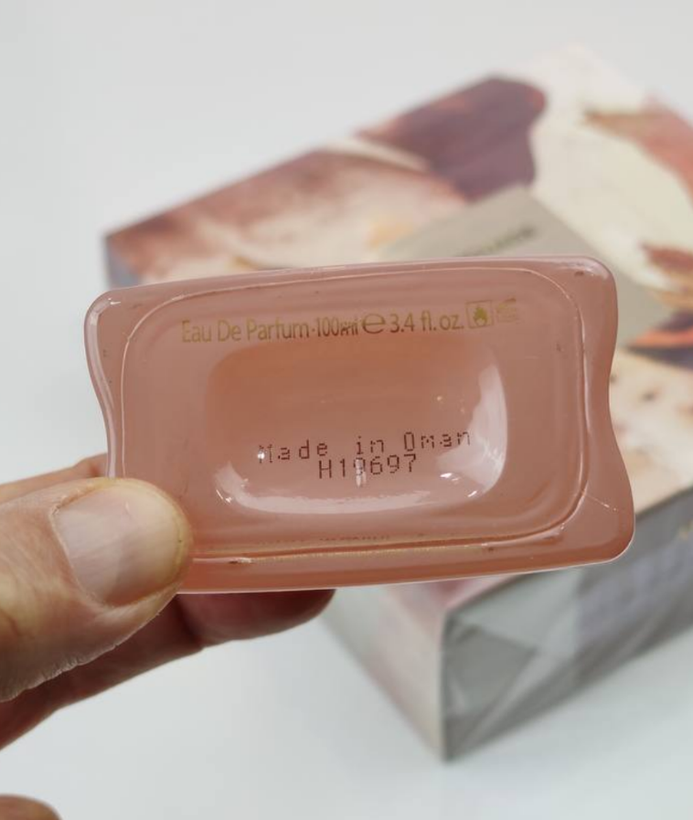 Eau De Parfum·100ml ℮ 3.4 fl.oz.
Made in Oman
H19697